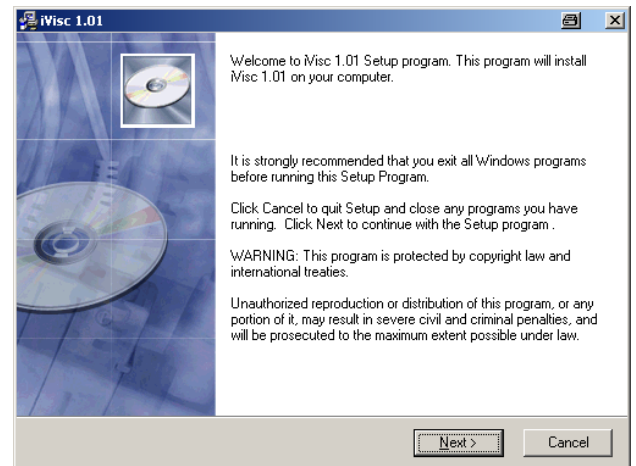 iVisc 1.01
Welcome to iVisc 1.01 Setup program. This program will install
iVisc 1.01 on your computer.
It is strongly recommended that you exit all Windows programs
before running this Setup Program.
Click Cancel to quit Setup and close any programs you have
running. Click Next to continue with the Setup program .
WARNING: This program is protected by copyright law and
international treaties.
Unauthorized reproduction or distribution of this program, or any
portion of it, may result in severe civil and criminal penalties, and
will be prosecuted to the maximum extent possible under law.
Next > Cancel